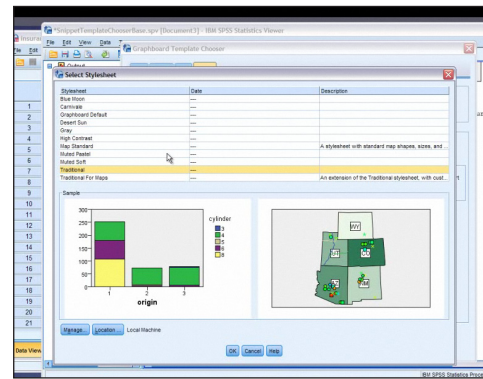 *SnippetTemplateChooserBase.spv [Document3] - IBM SPSS Statistics Viewer
Insuran
File Edit View Data
File Edit
Graphboard Template Chooser
Output
Select Stylesheet
Stylesheet Date Description
Blue Moon ---
Carnivale ---
Graphboard Default ---
Desert Sun ---
Gray ---
High Contrast ---
Map Standard --- A stylesheet with standard map shapes, sizes, and ...
Muted Pastel ---
Muted Soft ---
Traditional ---
Traditional For Maps --- An extension of the Traditional stylesheet, with cust...
1
2
3
4
5
6
7
8
9
10
11
12
13
14
15
16
17
18
19
20
21
Sample
300
250
200
150
100
50
0
1 2 3
origin
cylinder
3
4
5
6
8
WY
UT
CO
AZ
NM
Manage... Location ... Local Machine
OK Cancel Help
Data View
IBM SPSS Statistics Proce